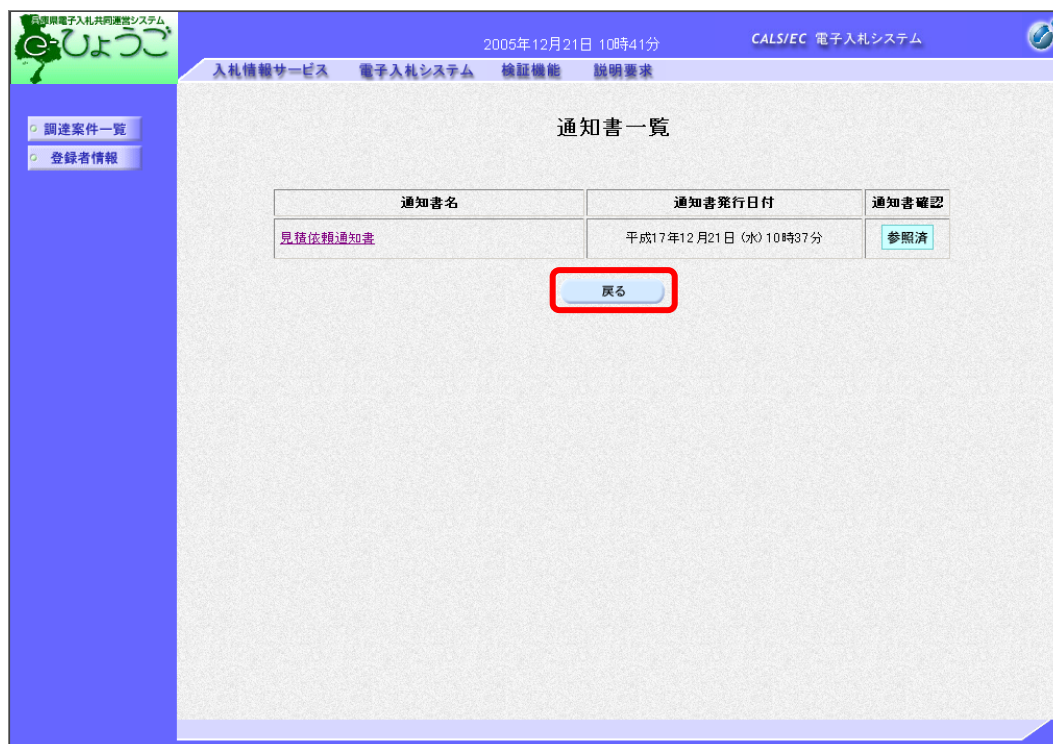 兵庫県電子入札共同運営システム
e-ひょうご
2005年12月21日 10時41分
CALS/EC 電子入札システム
入札情報サービス 電子入札システム 検証機能 説明要求
調達案件一覧
登録者情報
通知書一覧
通知書名 通知書発行日付 通知書確認
見積依頼通知書 平成17年12月21日(水)10時37分 参照済
戻る